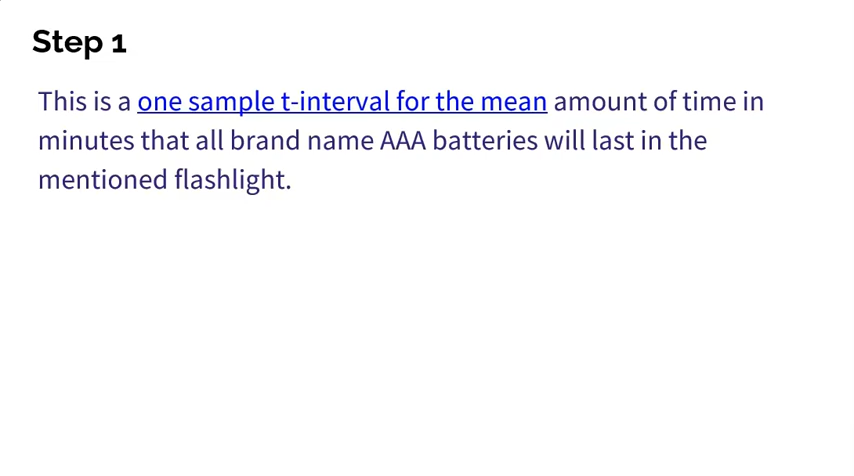 Step 1
This is a one sample t-interval for the mean amount of time in
minutes that all brand name AAA batteries will last in the
mentioned flashlight.